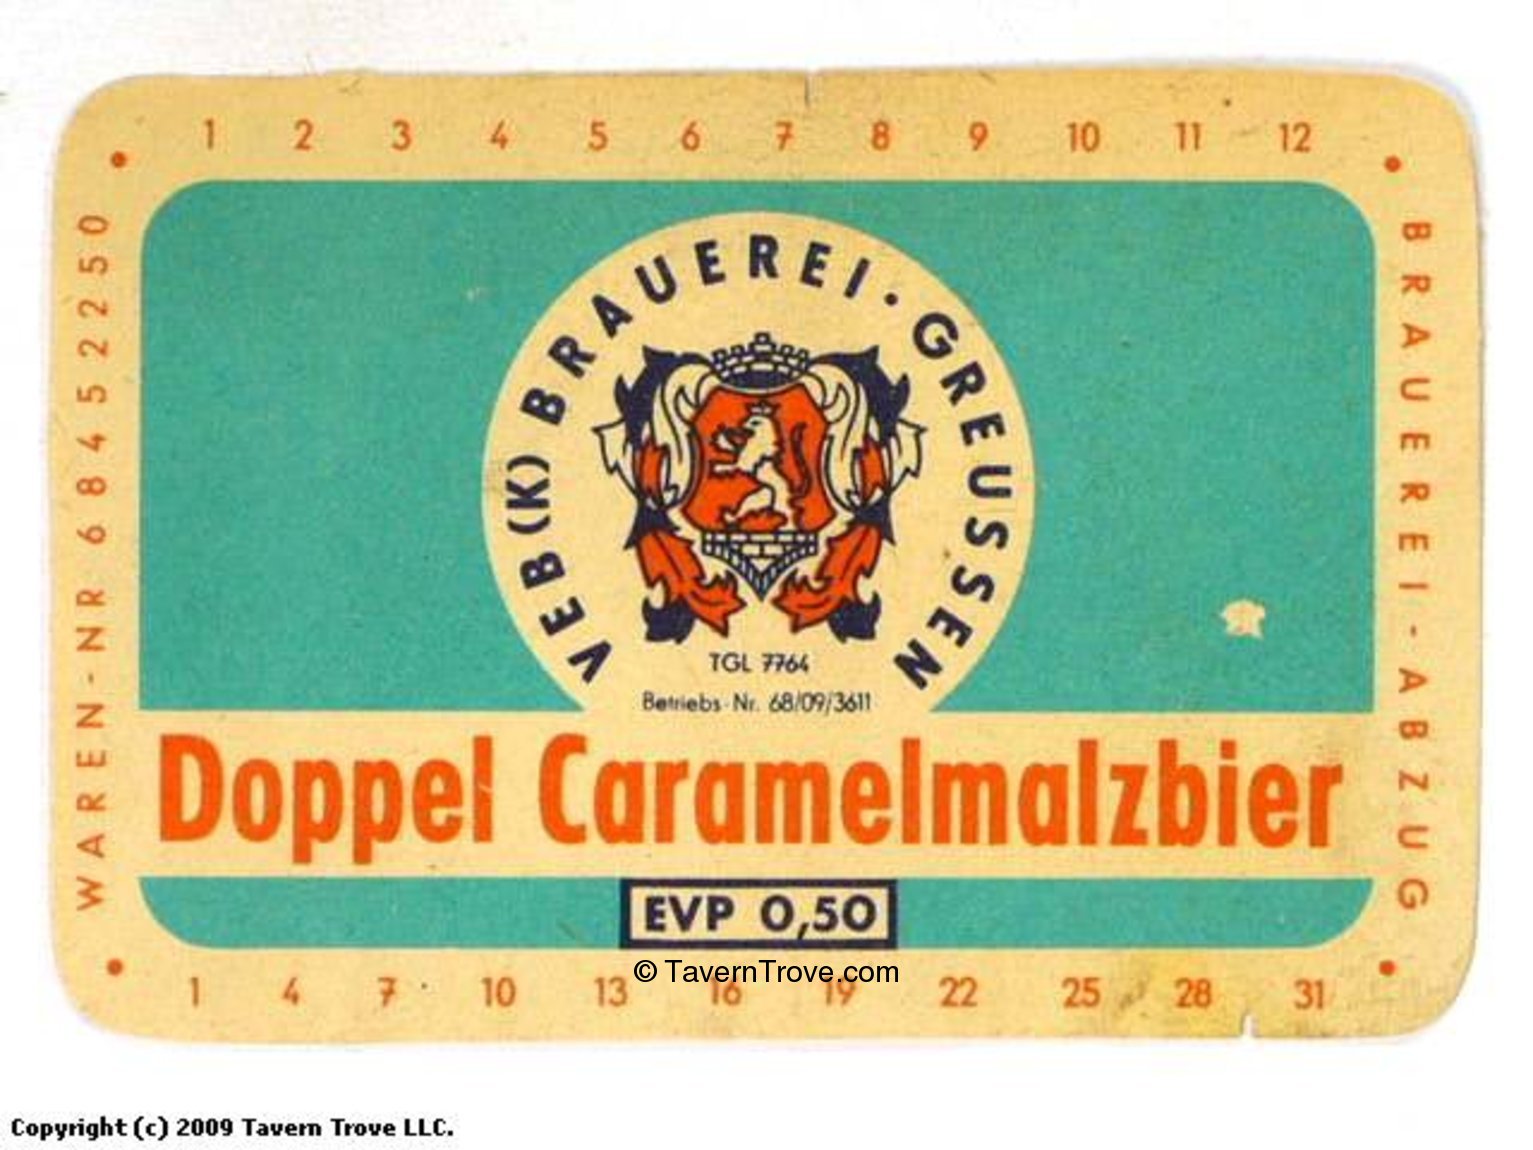 1 2 3 4 5 6 7 8 9 10 11 12
WAREN-NR 6845 2250
BRAUEREI-ABZUG
VEB (K) BRAUEREI · GREUSSEN
TGL 7764
Betriebs-Nr. 68/09/3611
Doppel Caramelmalzbier
EVP 0,50
© TavernTrove.com
1 4 7 10 13 16 19 22 25 28 31
Copyright (c) 2009 Tavern Trove LLC.